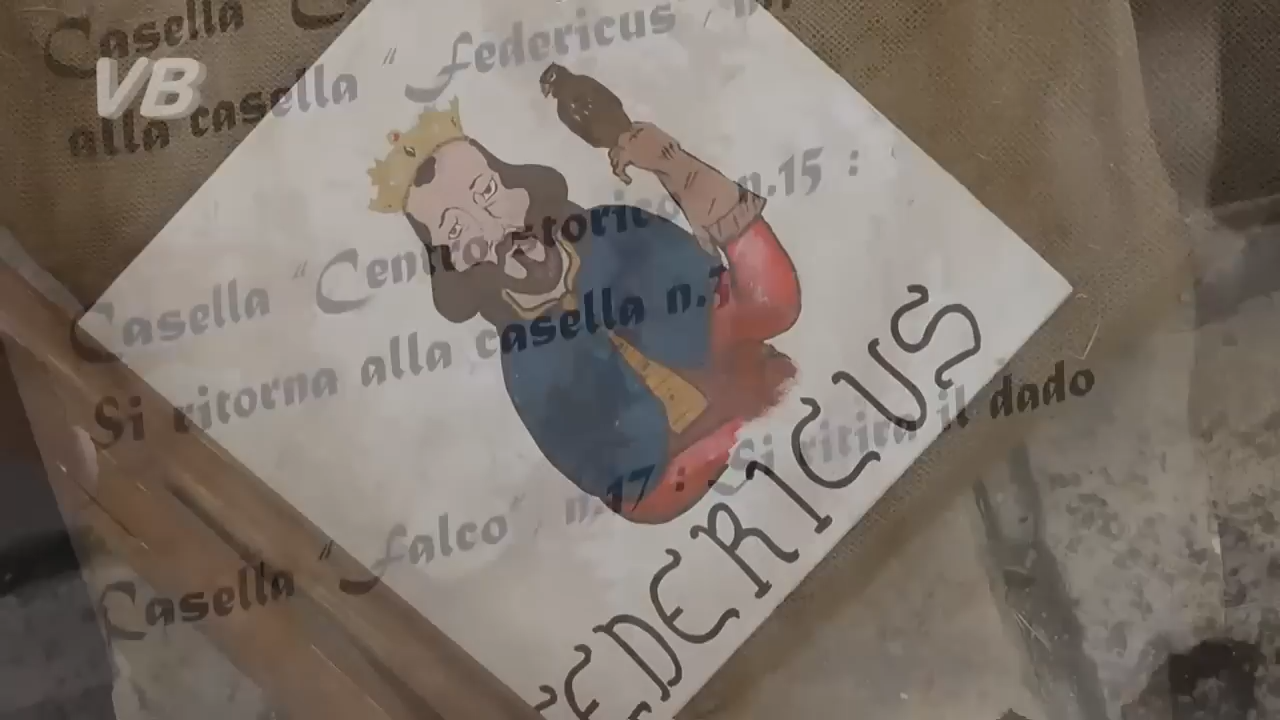 Casella
alla casella " Federicus"
VB
Casella "Centro storico n.15 :
Si ritorna alla casella
Casella " Falco" n.17 : Si ritira il dado
EDERICUS